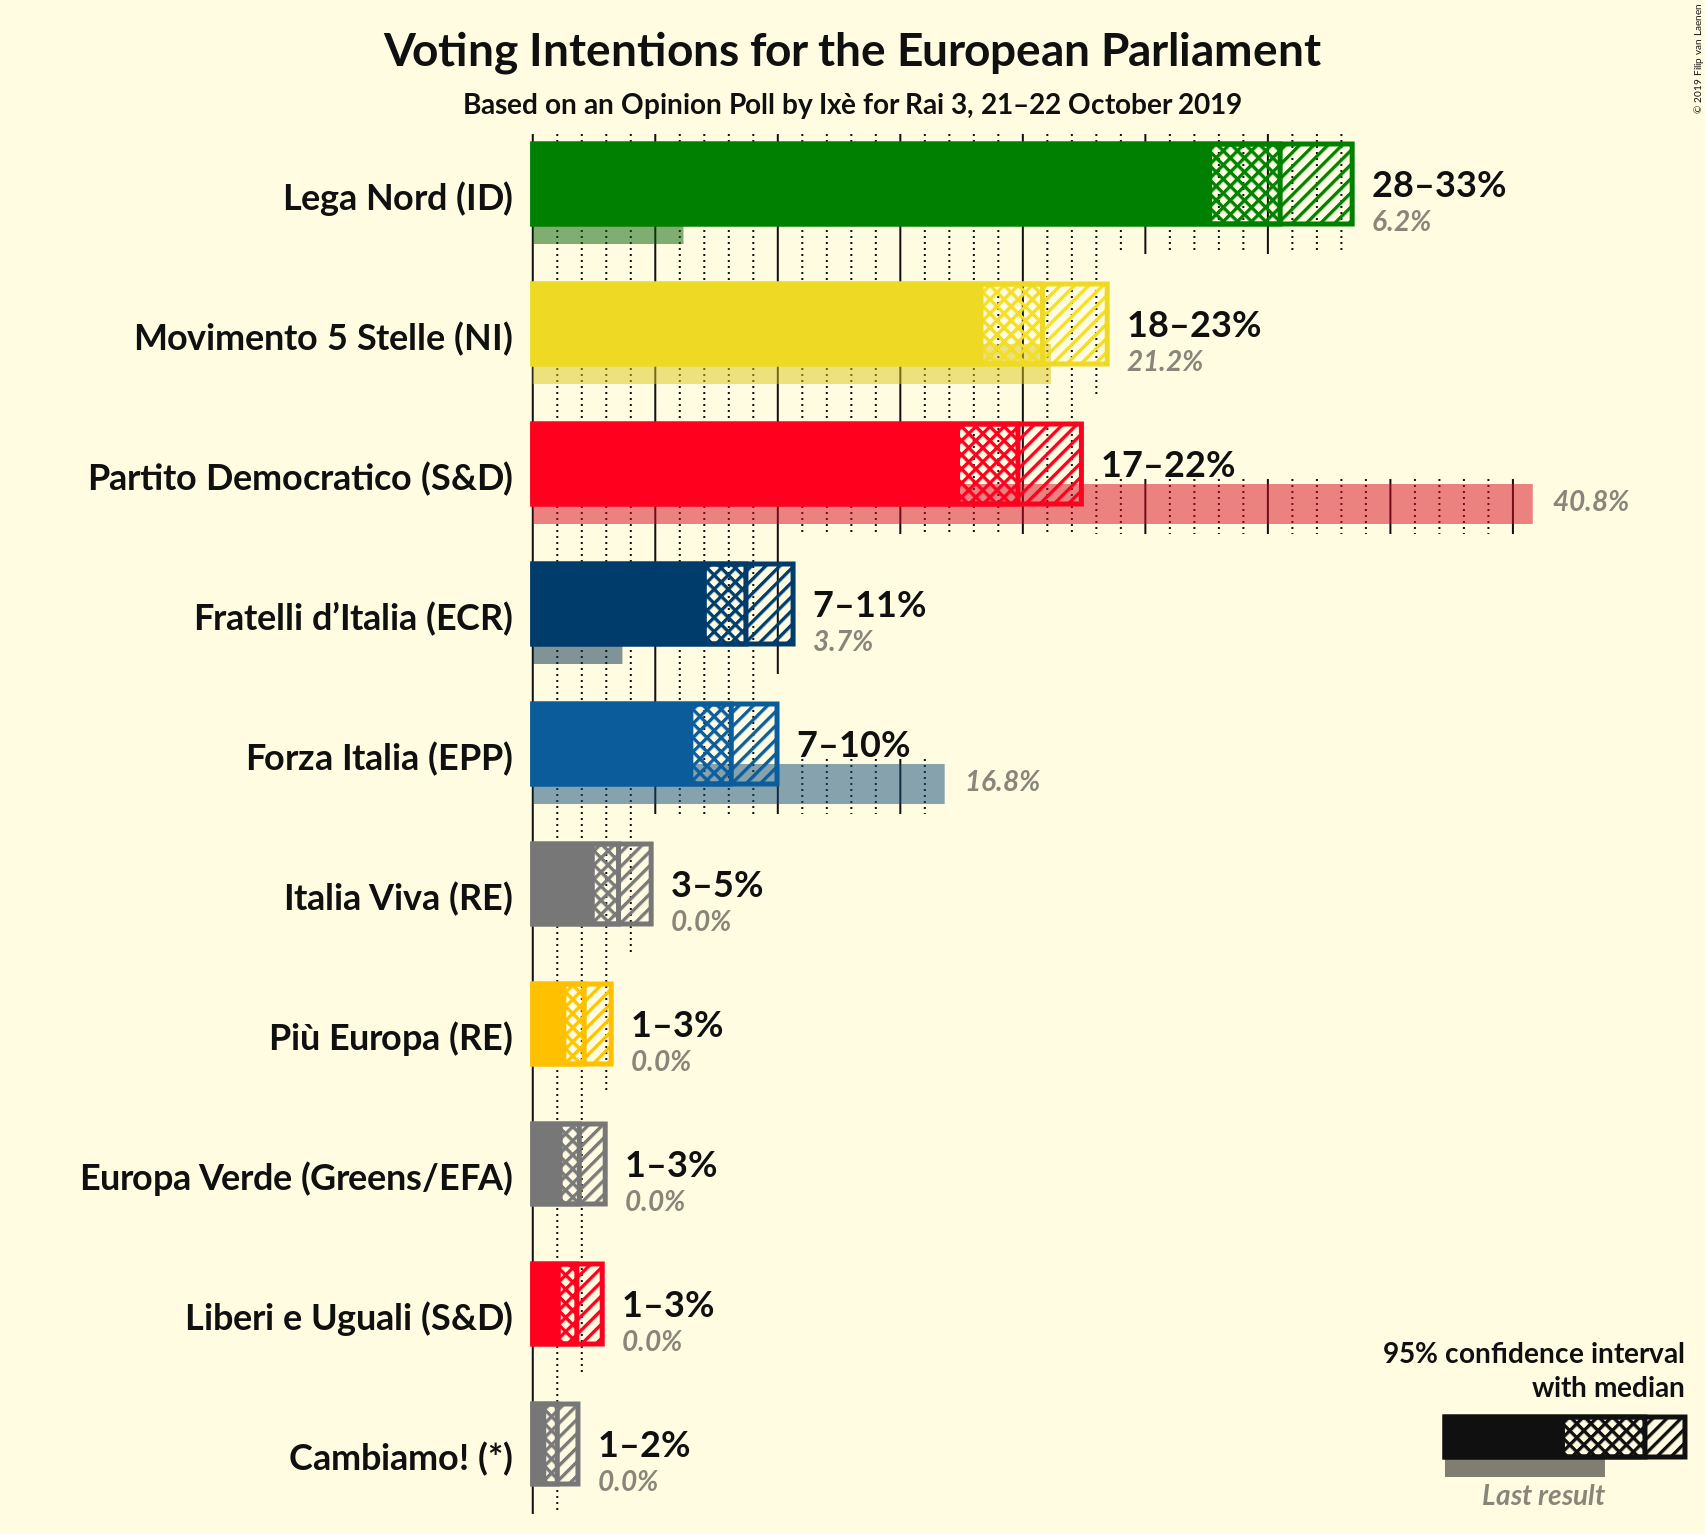 Voting Intentions for the European Parliament
Based on an Opinion Poll by Ixè for Rai 3, 21–22 October 2019
© 2019 Filip van Laenen
Lega Nord (ID)
28–33%
6.2%
Movimento 5 Stelle (NI)
18–23%
21.2%
Partito Democratico (S&D)
17–22%
40.8%
Fratelli d’Italia (ECR)
7–11%
3.7%
Forza Italia (EPP)
7–10%
16.8%
Italia Viva (RE)
3–5%
0.0%
Più Europa (RE)
1–3%
0.0%
Europa Verde (Greens/EFA)
1–3%
0.0%
Liberi e Uguali (S&D)
1–3%
0.0%
Cambiamo! (*)
1–2%
0.0%
95% confidence interval
with median
Last result